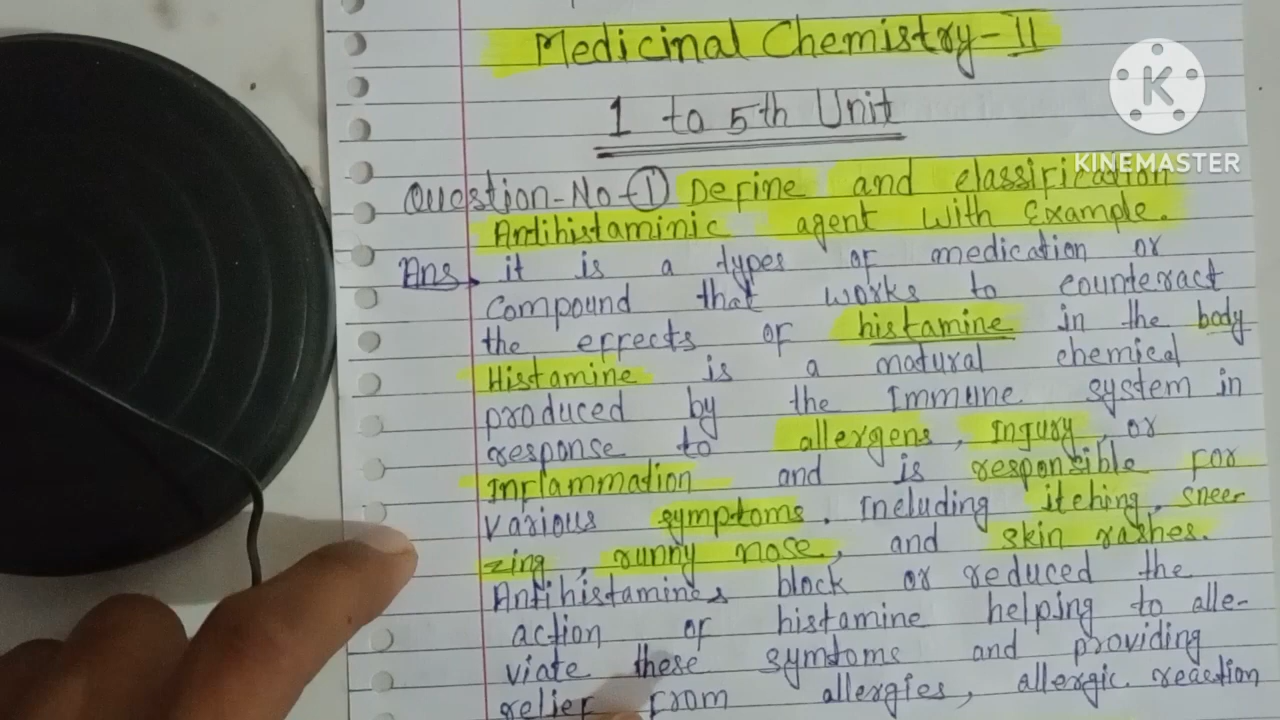 Medicinal Chemistry-II
1 to 5th Unit
K
KINEMASTER
Question-No-① Define and classification
Antihistaminic agent with Example.
Ans it is a types of medication or
compound that works to counteract
the effects of histamine in the body
Histamine is a natural chemical
produced by the Immune system in
response to allergens, Injury, or
Inflammation and is responsible for
various symptoms. Including itching, snee-
zing, runny nose, and skin rashes.
Antihistamines block or reduced the
action of histamine helping to alle-
viate these symtoms and providing
relief from allergies, allergic reaction